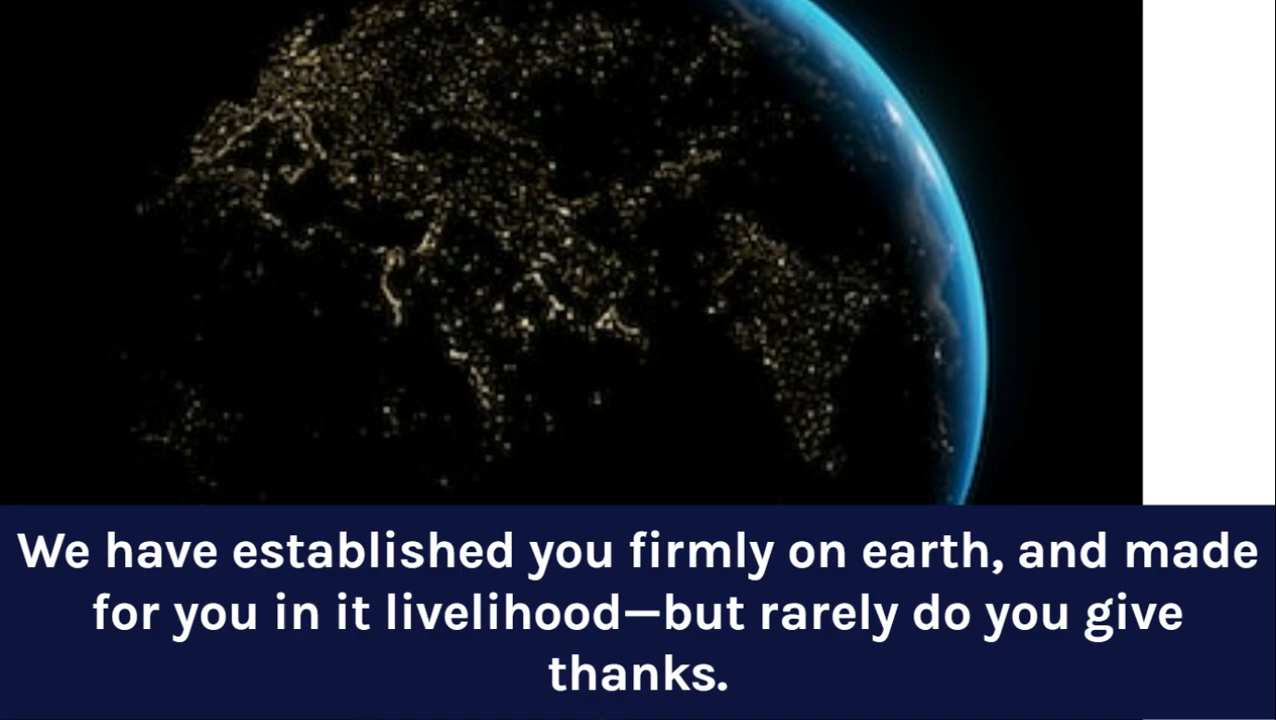 We have established you firmly on earth, and made
for you in it livelihood—but rarely do you give
thanks.